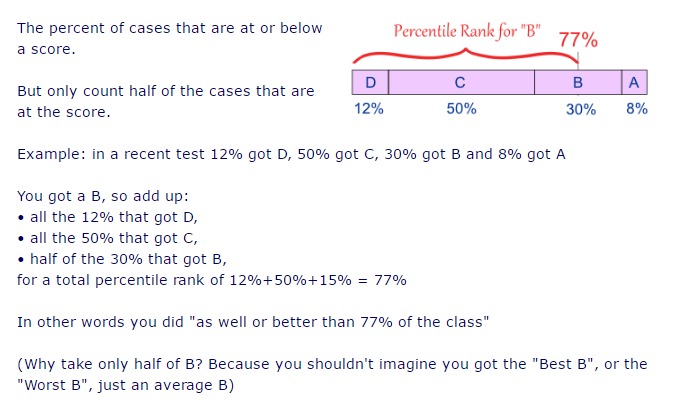 The percent of cases that are at or below
a score.
But only count half of the cases that are
at the score.
Percentile Rank for "B"
77%
D C B A
12% 50% 30% 8%
Example: in a recent test 12% got D, 50% got C, 30% got B and 8% got A
You got a B, so add up:
• all the 12% that got D,
• all the 50% that got C,
• half of the 30% that got B,
for a total percentile rank of 12%+50%+15% = 77%
In other words you did "as well or better than 77% of the class"
(Why take only half of B? Because you shouldn't imagine you got the "Best B", or the
"Worst B", just an average B)